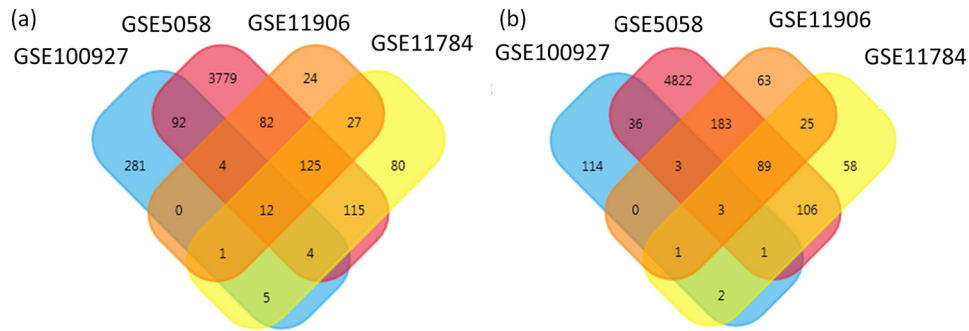 (a)
GSE5058 GSE11906
GSE100927 GSE11784
3779 24
92 82 27
281 4 125 80
0 12 115
1 4
5
(b)
GSE5058 GSE11906
GSE100927 GSE11784
4822 63
36 183 25
114 3 89 58
0 3 106
1 1
2